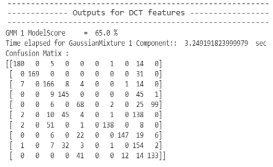 --------------------------------------------------
------------- Outputs for DCT features -------------
--------------------------------------------------
GMM 1 ModelScore    = 65.0 %
Time elapsed for GaussianMixture 1 Component:: 3.249191823999979 sec
Confusion Matix :
[[180   0   5   0   0   0   1   0  14   0]
[  0 169   0   0   0   0   0   0  31   0]
[  7   0 166   8   4   0   0   1  14   0]
[  0   0   9 145   0   0   0   0  45   1]
[  0   0   6   0  68   0   2   0  25  99]
[  2   0  10  45   4   0   1   0 138   0]
[  2   0  51   0   1   0 138   0   8   0]
[  0   0   6   0  22   0   0 147  19   6]
[  1   0   7  32   3   0   1   0 154   2]
[  0   0   0   0  41   0   0  12  14 133]]